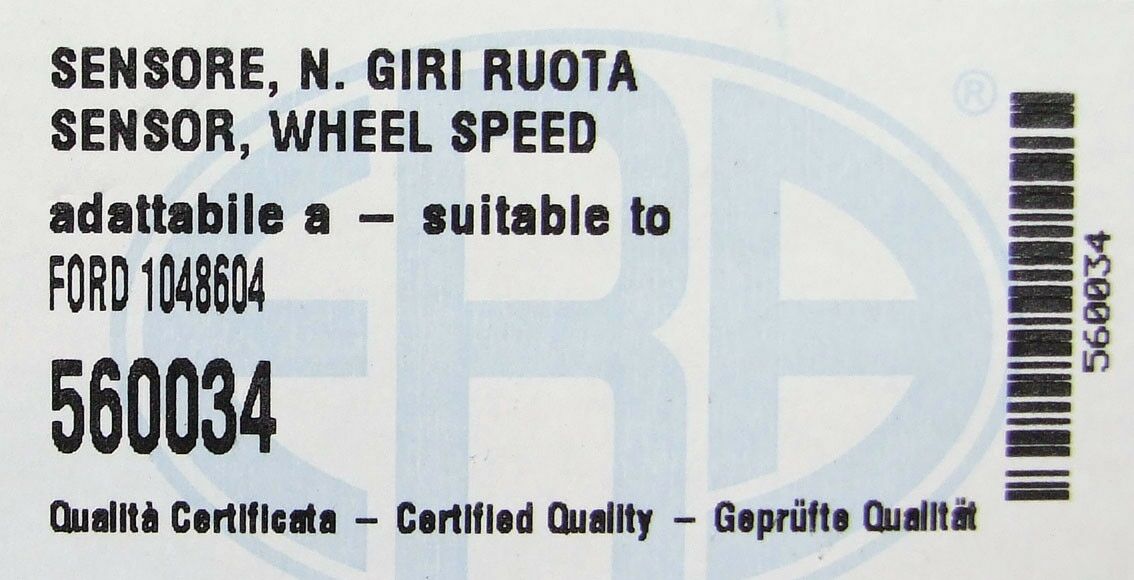 SENSORE, N. GIRI RUOTA
SENSOR, WHEEL SPEED
adattabile a – suitable to
FORD 1048604
560034
Qualità Certificata – Certified Quality – Geprüfte Qualität
ERA
®
560034